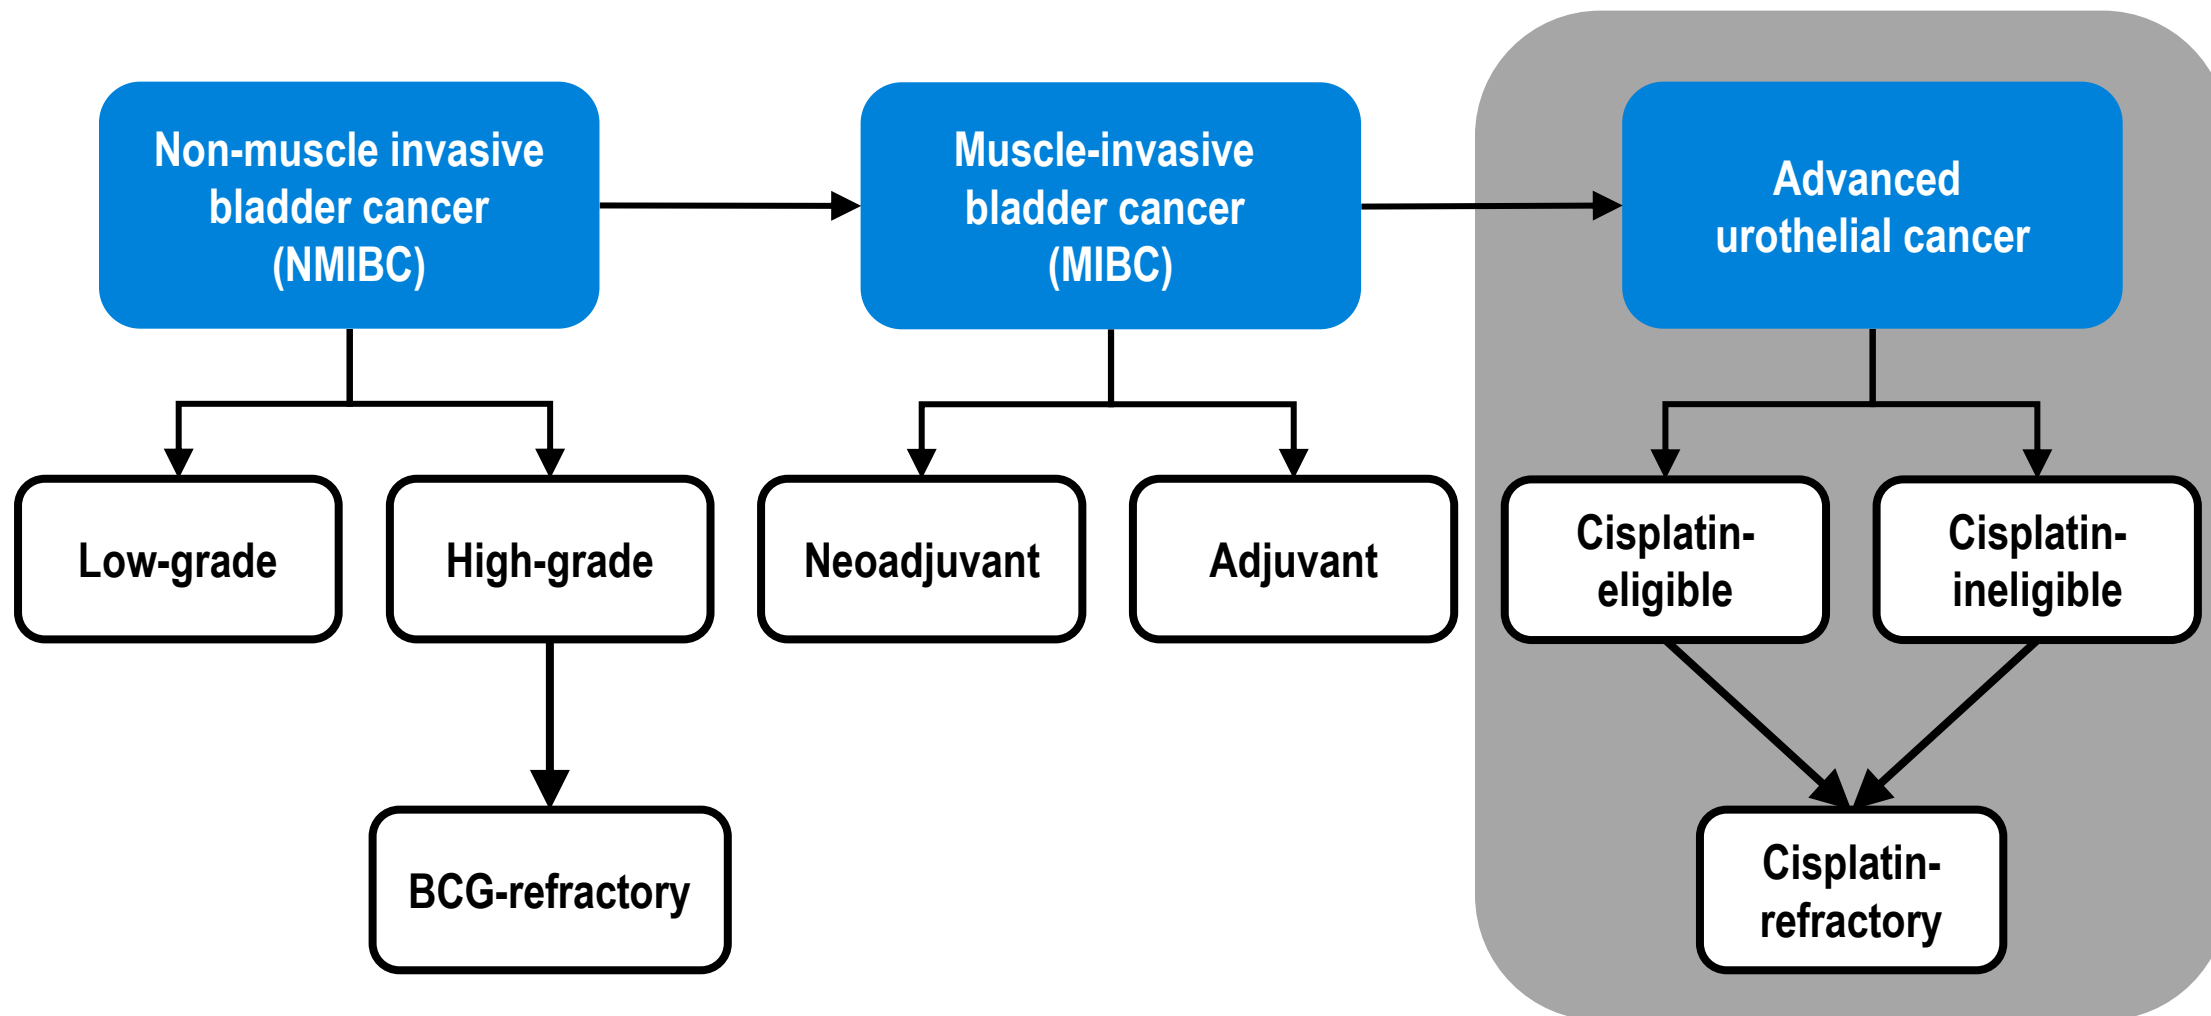 Non-muscle invasive
bladder cancer
(NMIBC)
Muscle-invasive
bladder cancer
(MIBC)
Advanced
urothelial cancer
Low-grade
High-grade
Neoadjuvant
Adjuvant
Cisplatin-
eligible
Cisplatin-
ineligible
BCG-refractory
Cisplatin-
refractory